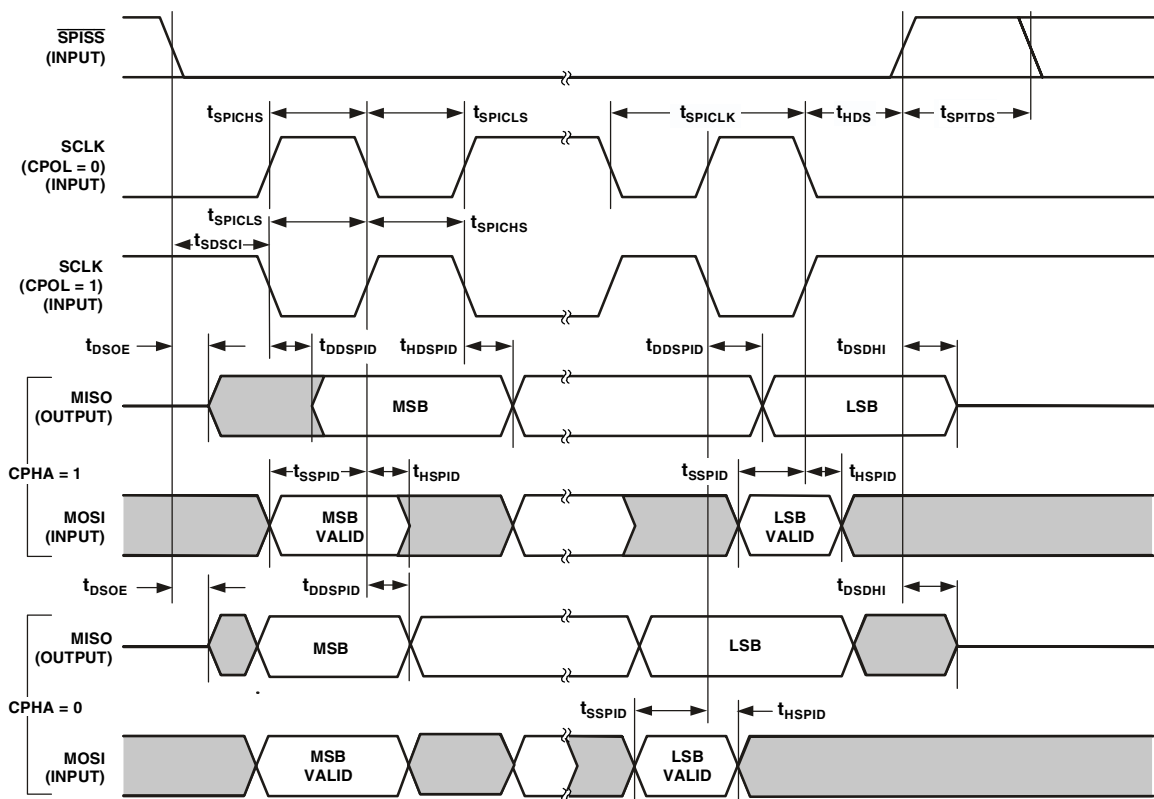 SPISS
(INPUT)
tSPICHS
tSPICLS
tSPICLK
tHDS
tSPITDS
SCLK
(CPOL = 0)
(INPUT)
tSPICLS
tSPICHS
tSDSCI
SCLK
(CPOL = 1)
(INPUT)
tDSOE
tDDSPID
tHDSPID
tDDSPID
tDSDHI
MISO
(OUTPUT)
MSB
LSB
CPHA = 1
tSSPID
tHSPID
tSSPID
tHSPID
MOSI
(INPUT)
MSB
VALID
LSB
VALID
tDSOE
tDDSPID
tDSDHI
MISO
(OUTPUT)
MSB
LSB
CPHA = 0
tSSPID
tHSPID
MOSI
(INPUT)
MSB
VALID
LSB
VALID